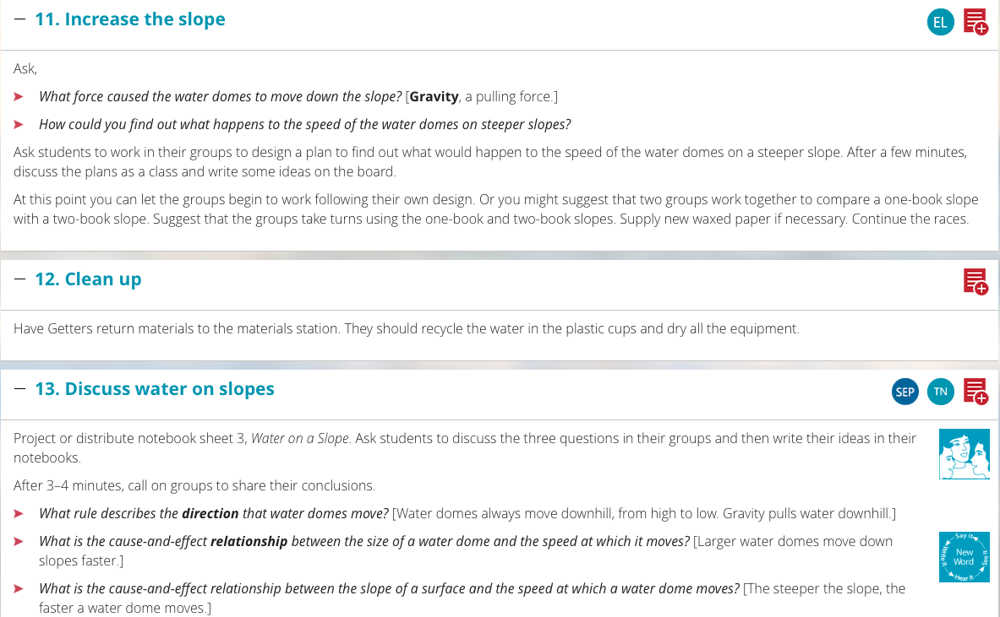 — 11. Increase the slope
EL
Ask,
➤ What force caused the water domes to move down the slope? [Gravity, a pulling force.]
➤ How could you find out what happens to the speed of the water domes on steeper slopes?
Ask students to work in their groups to design a plan to find out what would happen to the speed of the water domes on a steeper slope. After a few minutes,
discuss the plans as a class and write some ideas on the board.
At this point you can let the groups begin to work following their own design. Or you might suggest that two groups work together to compare a one-book slope
with a two-book slope. Suggest that the groups take turns using the one-book and two-book slopes. Supply new waxed paper if necessary. Continue the races.
— 12. Clean up
Have Getters return materials to the materials station. They should recycle the water in the plastic cups and dry all the equipment.
— 13. Discuss water on slopes
SEP TN
Project or distribute notebook sheet 3, Water on a Slope. Ask students to discuss the three questions in their groups and then write their ideas in their
notebooks.
After 3–4 minutes, call on groups to share their conclusions.
➤ What rule describes the direction that water domes move? [Water domes always move downhill, from high to low. Gravity pulls water downhill.]
➤ What is the cause-and-effect relationship between the size of a water dome and the speed at which it moves? [Larger water domes move down
slopes faster.]
Say it
See it
Hear it
Write it
New
Word
➤ What is the cause-and-effect relationship between the slope of a surface and the speed at which a water dome moves? [The steeper the slope, the
faster a water dome moves.]